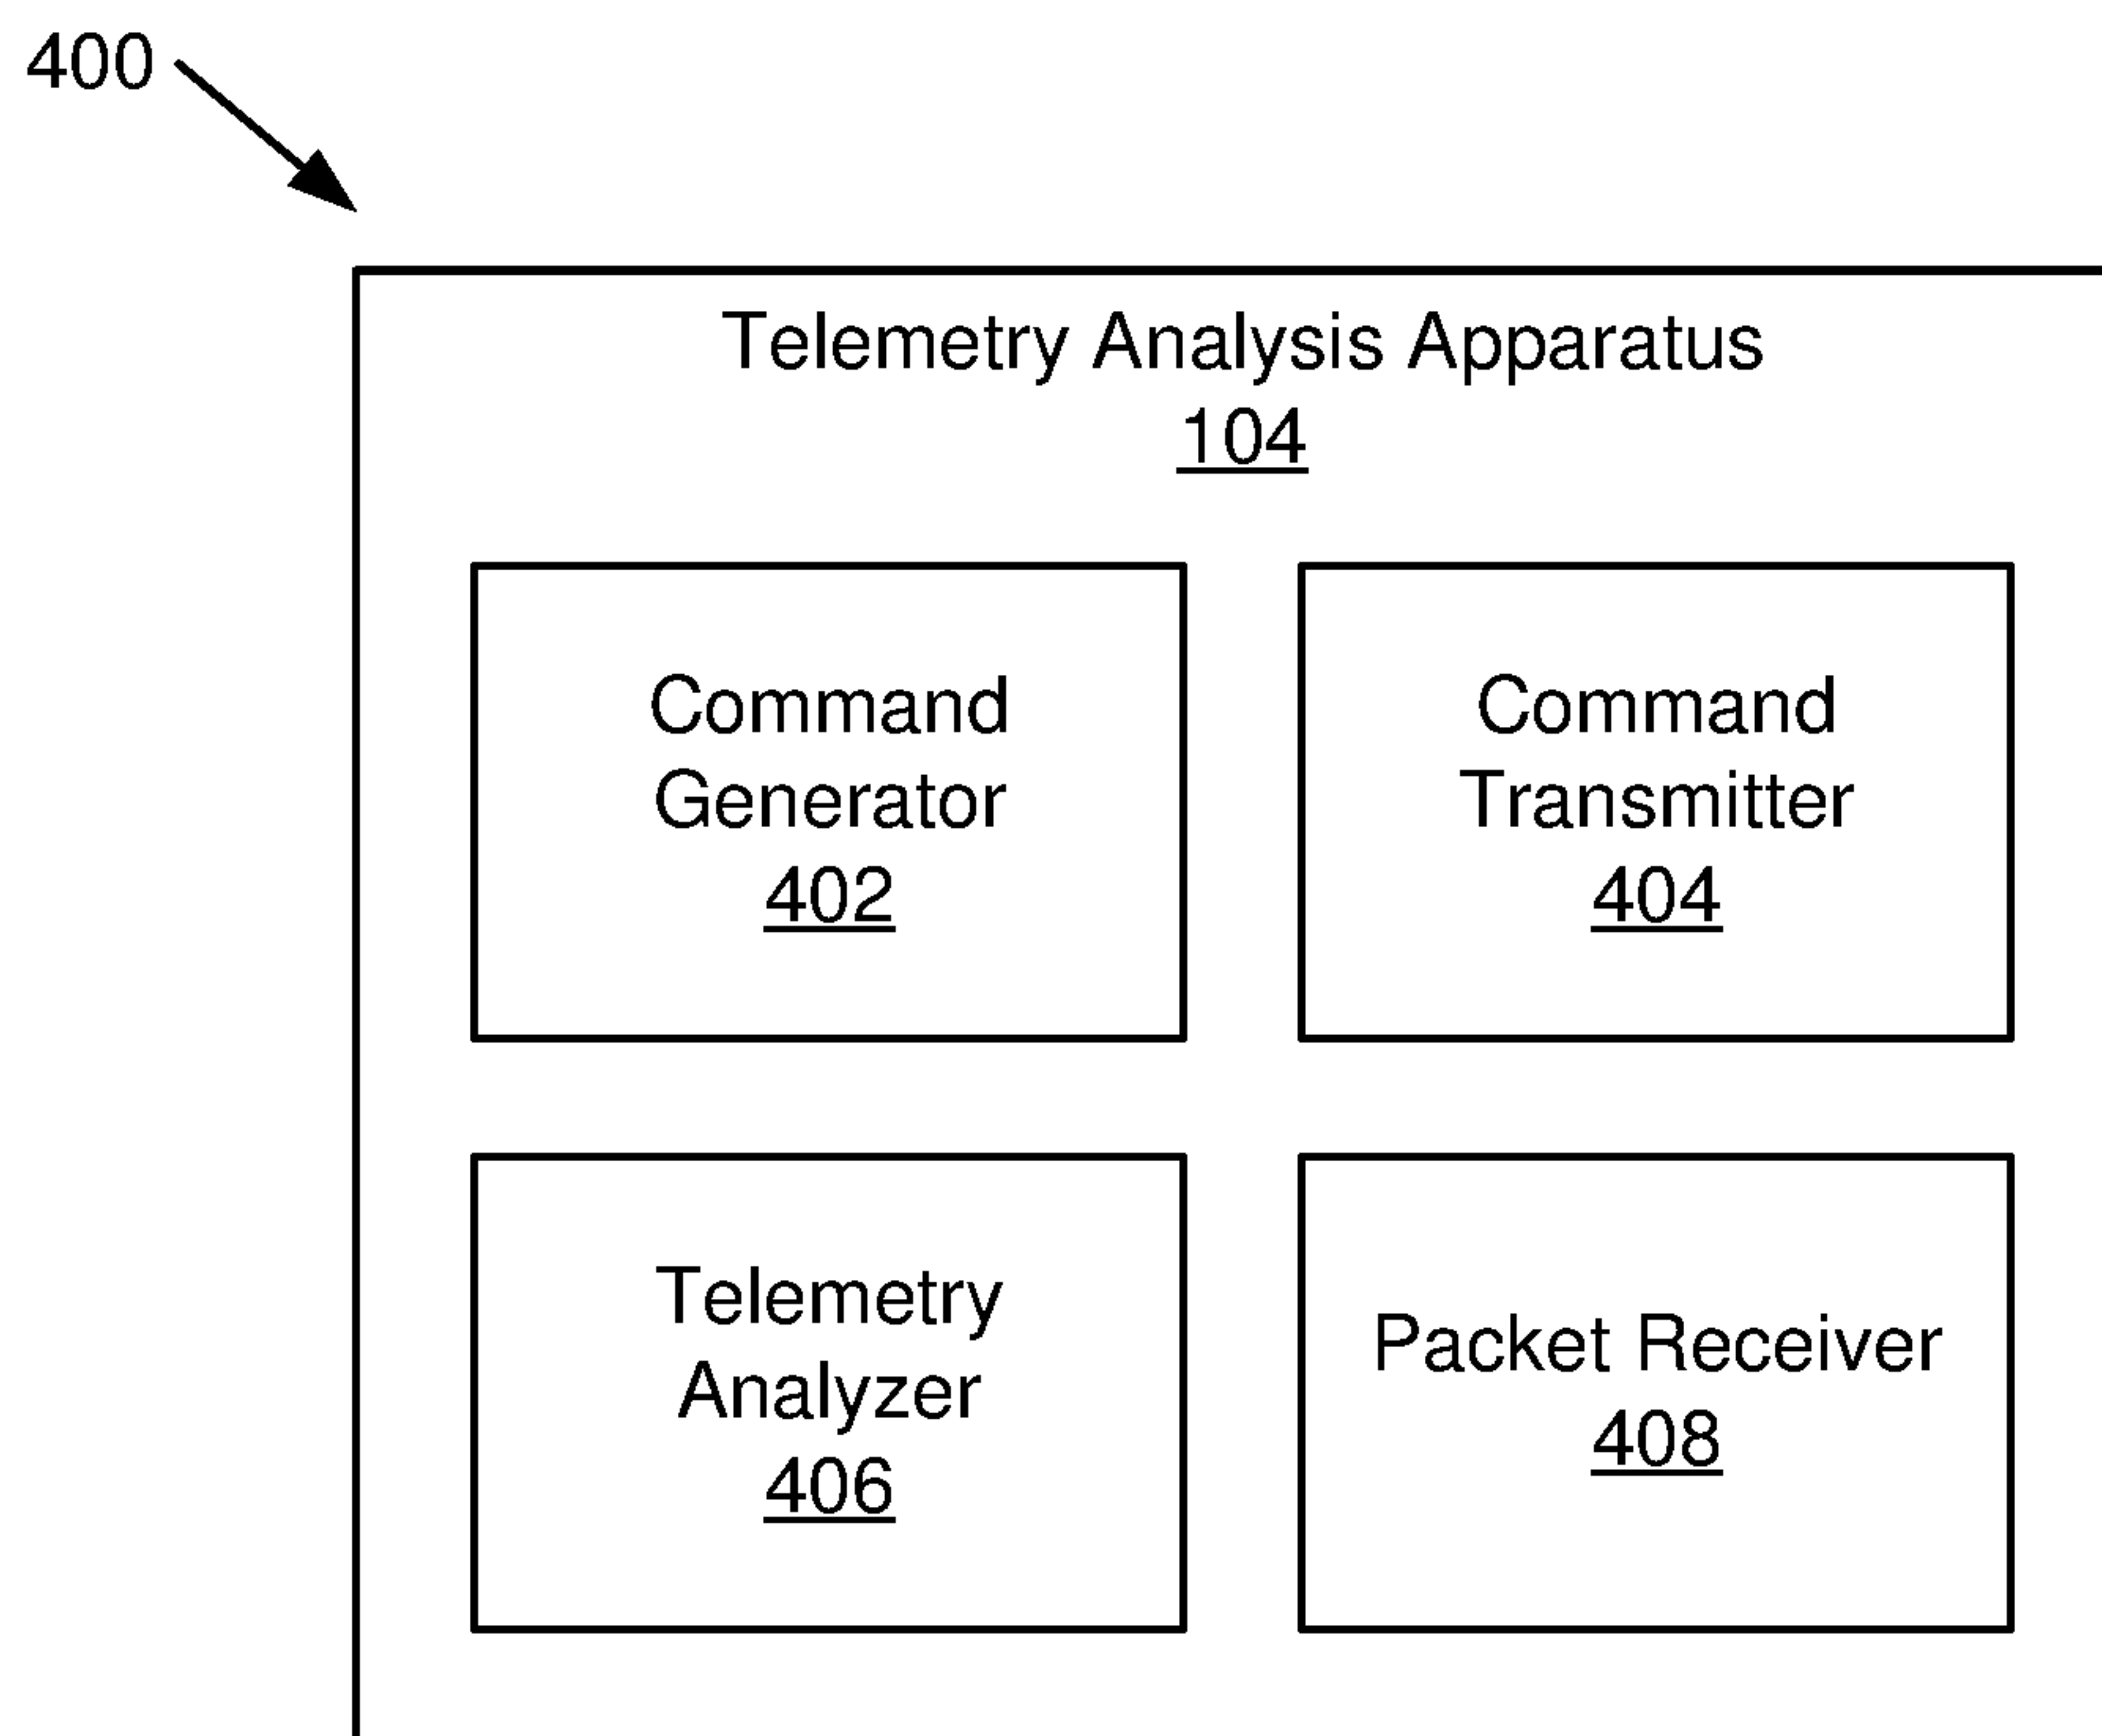 400
Telemetry Analysis Apparatus
104
Command
Generator
402
Command
Transmitter
404
Telemetry
Analyzer
406
Packet Receiver
408